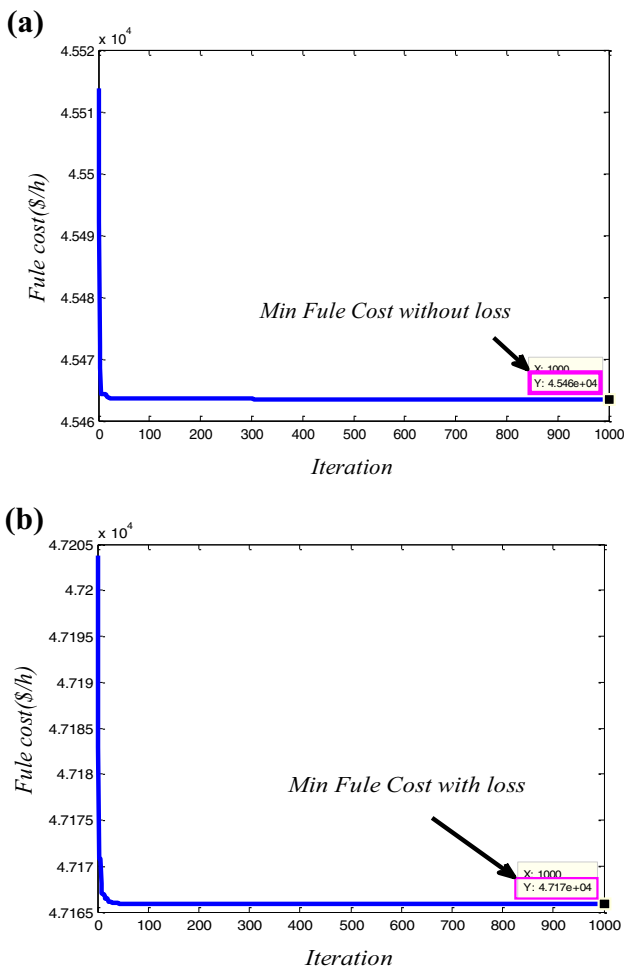 (a)
x 10^4
4.552
4.551
4.55
4.549
4.548
4.547
4.546
Fule cost($/h)
Min Fule Cost without loss
X: 1000
Y: 4.546e+04
0 100 200 300 400 500 600 700 800 900 1000
Iteration
(b)
x 10^4
4.7205
4.72
4.7195
4.719
4.7185
4.718
4.7175
4.717
4.7165
Fule cost($/h)
Min Fule Cost with loss
X: 1000
Y: 4.717e+04
0 100 200 300 400 500 600 700 800 900 1000
Iteration